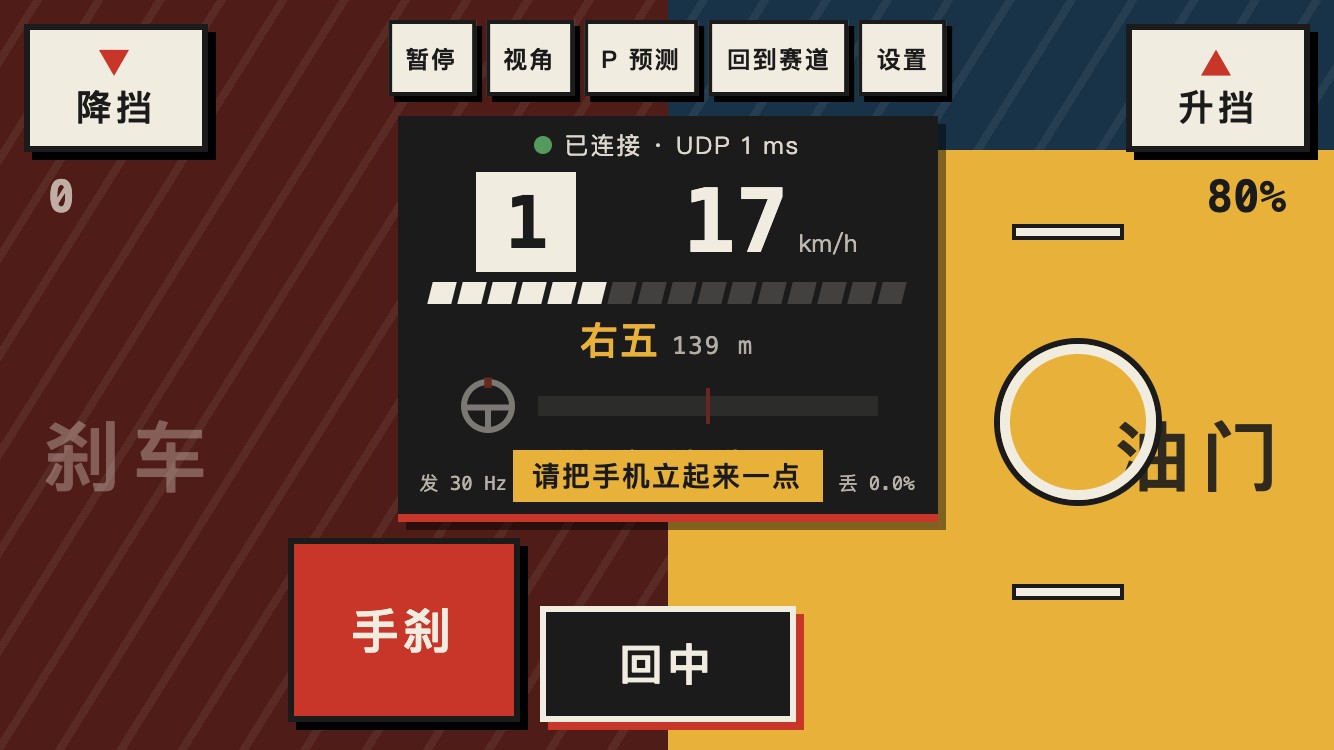 降挡
暂停
视角
P 预测
回到赛道
设置
升挡
已连接 · UDP 1 ms
0
1
17 km/h
80%
右五 139 m
刹车
油门
发 30 Hz
请把手机立起来一点
丢 0.0%
手刹
回中